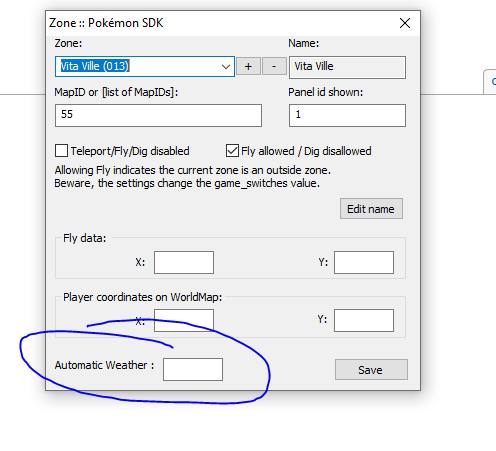 Zone :: Pokémon SDK
Zone: Name:
Vita Ville (013) + - Vita Ville
MapID or [list of MapIDs]: Panel id shown:
55 1
Teleport/Fly/Dig disabled Fly allowed / Dig disallowed
Allowing Fly indicates the current zone is an outside zone.
Beware, the settings change the game_switches value.
Edit name
Fly data:
X: Y:
Player coordinates on WorldMap:
X: Y:
Automatic Weather : Save